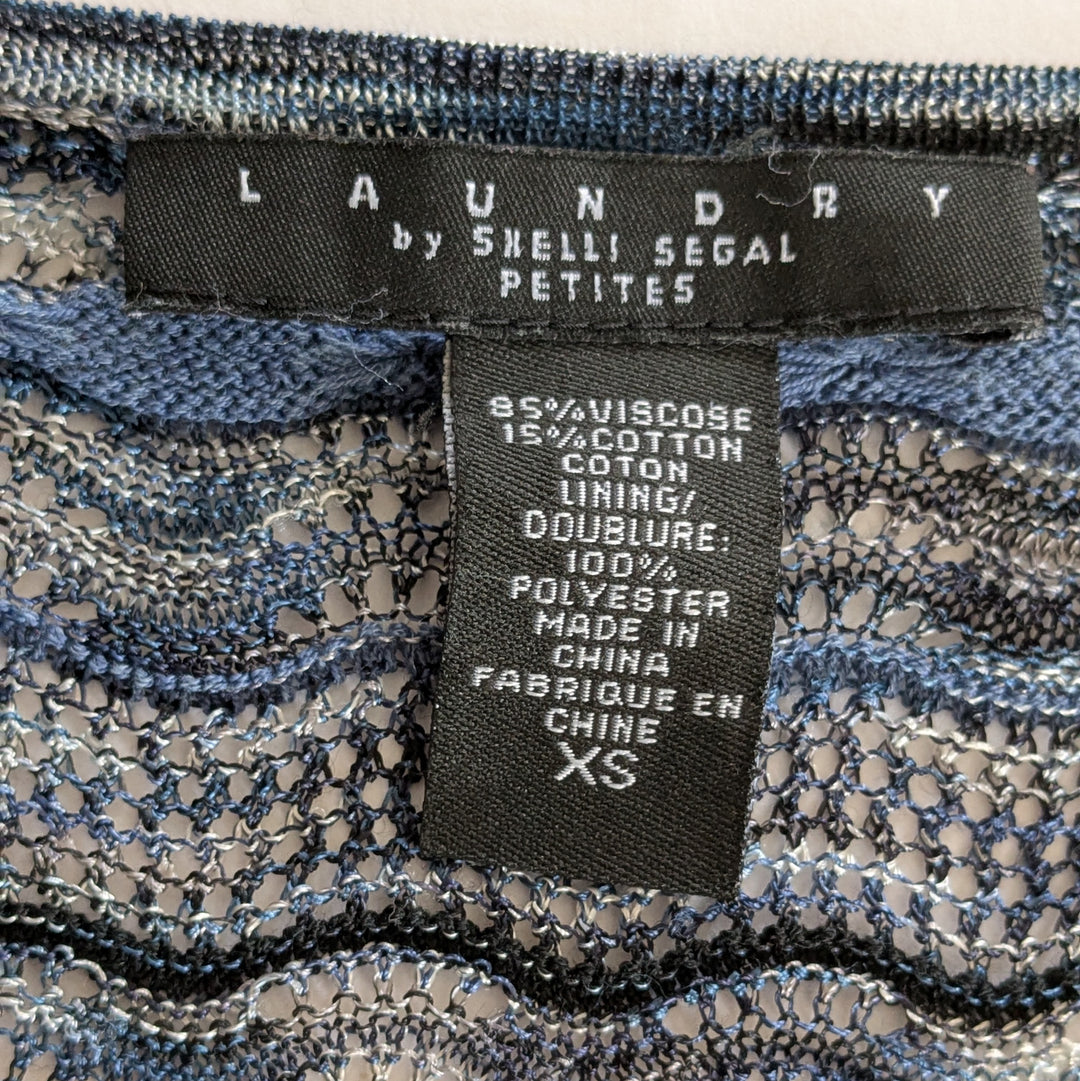 LAUNDRY
by SHELLI SEGAL
PETITES
85% VISCOSE
15% COTTON
COTON
LINING/
DOUBLURE:
100%
POLYESTER
MADE IN
CHINA
FABRIQUE EN
CHINE
XS